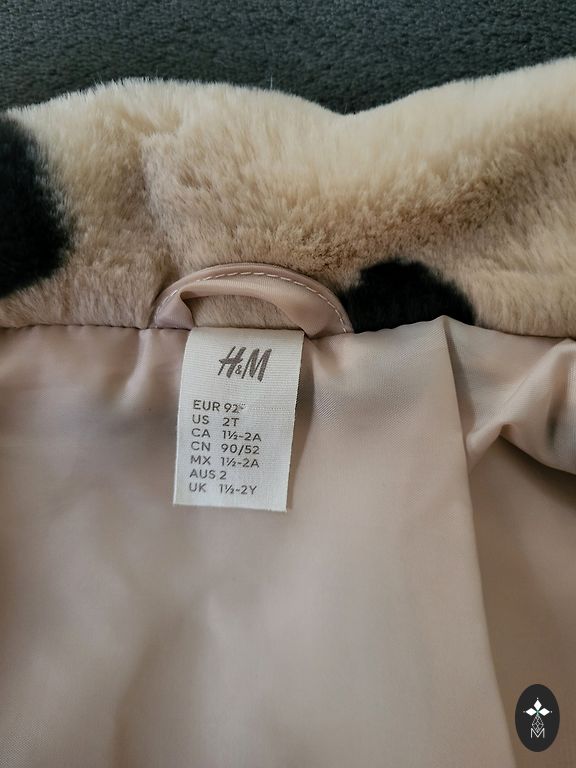 H&M
EUR 92
US 2T
CA 1½-2A
CN 90/52
MX 1½-2A
AUS 2
UK 1½-2Y
M